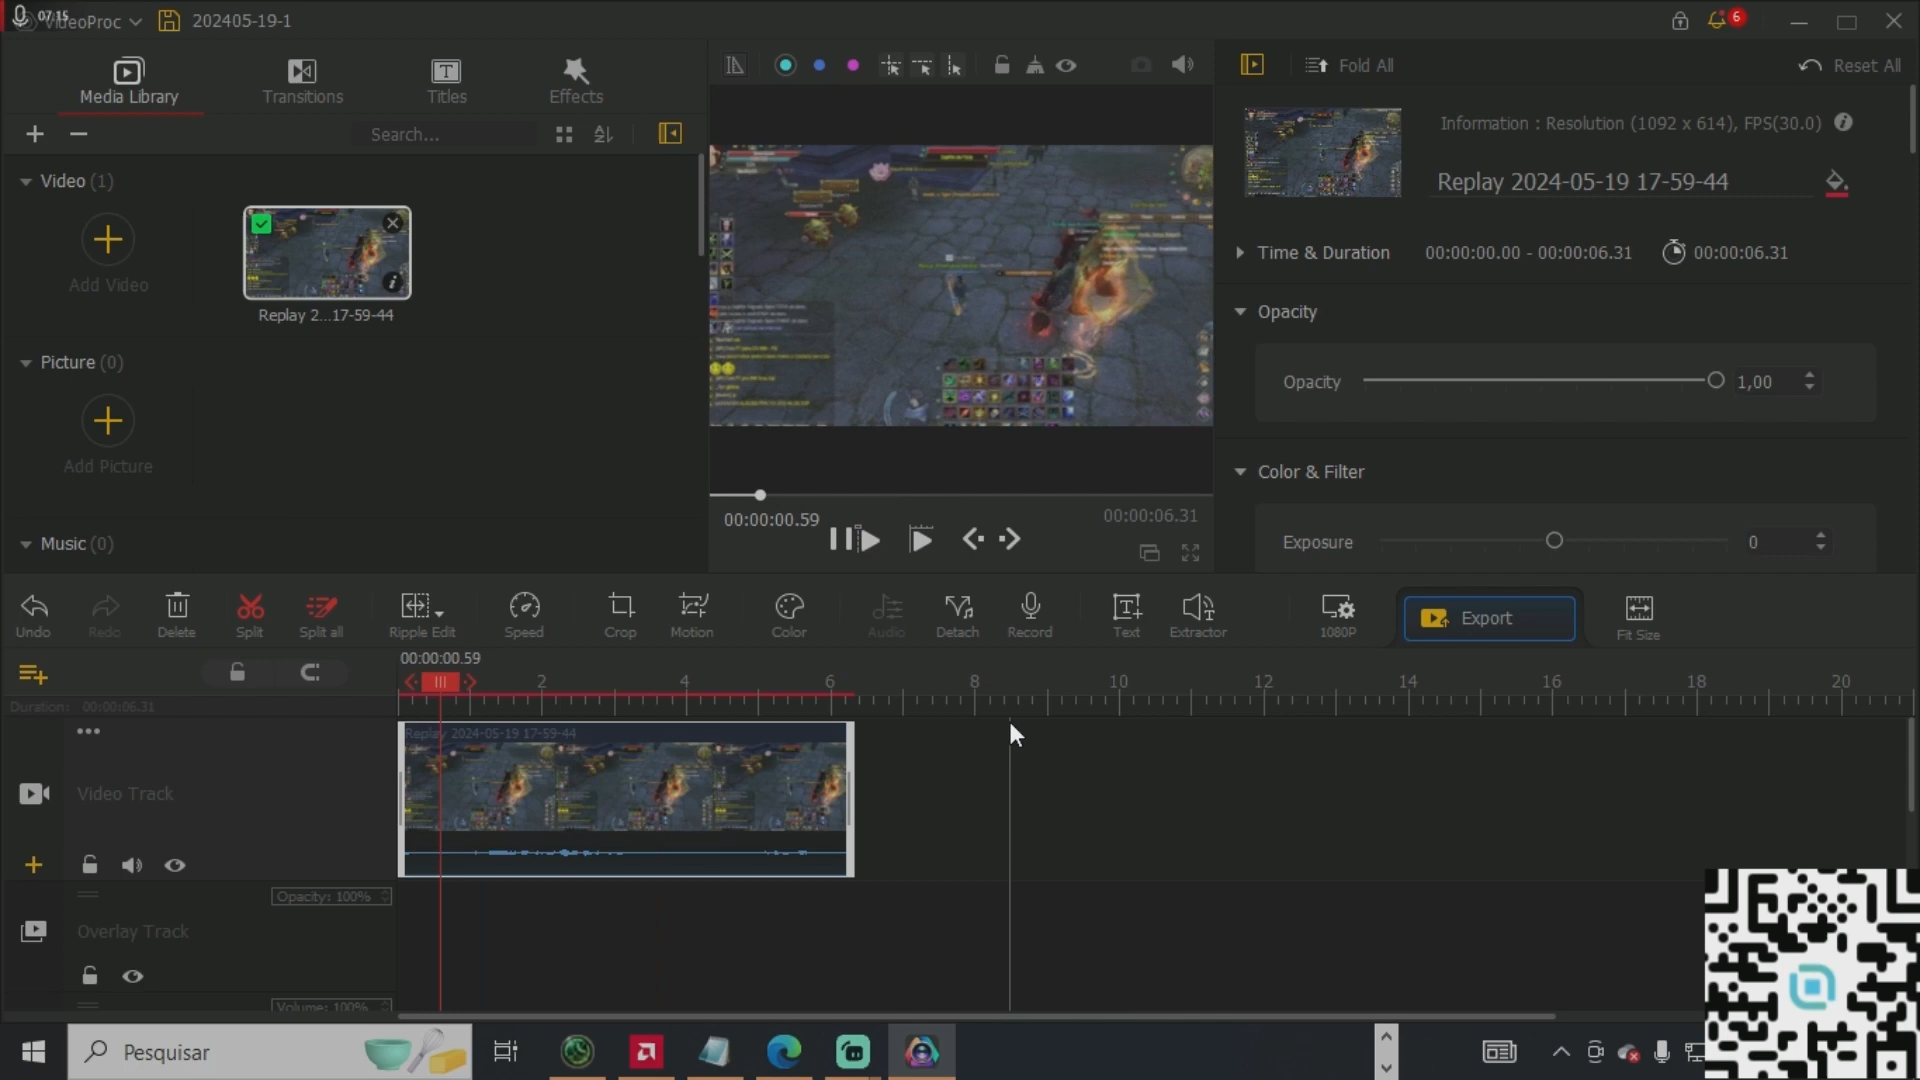 07:15
VideoProc
202405-19-1
6
Media Library
Transitions
Titles
Effects
Fold All
Reset All
Search...
Information : Resolution (1092 x 614), FPS(30.0)
Replay 2024-05-19 17-59-44
Video (1)
Add Video
Replay 2...17-59-44
Time & Duration
00:00:00.00 - 00:00:06.31
00:00:06.31
Opacity
Opacity
1,00
Picture (0)
Add Picture
Color & Filter
Exposure
0
Music (0)
00:00:00.59
00:00:06.31
Undo
Redo
Delete
Split
Split all
Ripple Edit
Speed
Crop
Motion
Color
Audio
Detach
Record
Text
Extractor
1080P
Export
Fit Size
00:00:00.59
2
4
6
8
10
12
14
16
18
20
Duration: 00:00:06.31
Replay 2024-05-19 17-59-44
Video Track
Opacity: 100%
Overlay Track
Volume: 100%
Pesquisar